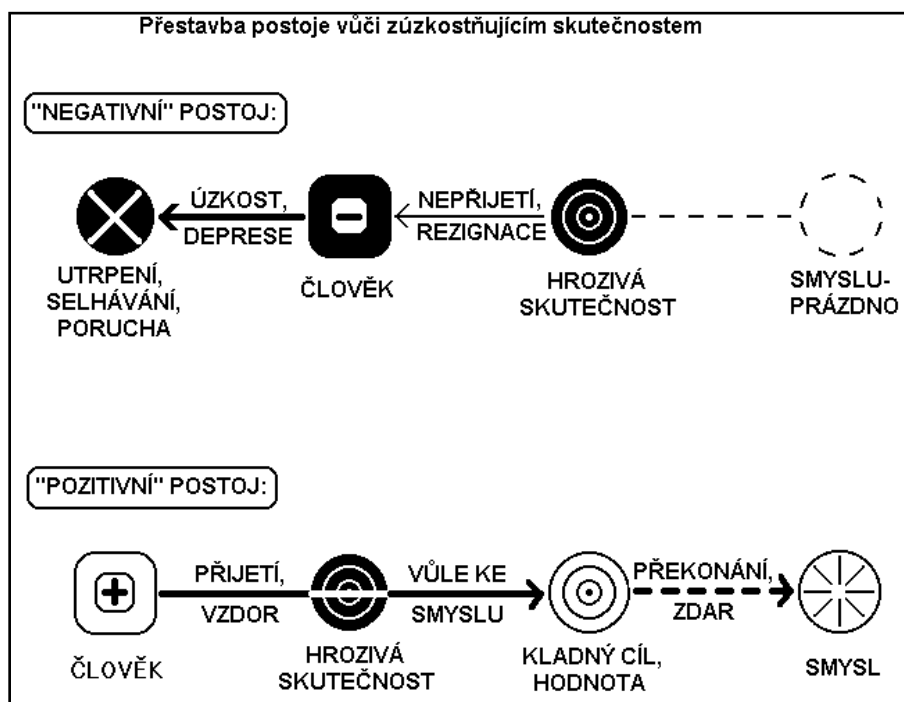 Přestavba postoje vůči zúzkostňujícím skutečnostem
"NEGATIVNÍ" POSTOJ:
ÚZKOST,
DEPRESE
NEPŘIJETÍ,
REZIGNACE
UTRPENÍ,
SELHÁVÁNÍ,
PORUCHA
ČLOVĚK
HROZIVÁ
SKUTEČNOST
SMYSLU-
PRÁZDNO
"POZITIVNÍ" POSTOJ:
PŘIJETÍ,
VZDOR
VŮLE KE
SMYSLU
PŘEKONÁNÍ,
ZDAR
ČLOVĚK
HROZIVÁ
SKUTEČNOST
KLADNÝ CÍL,
HODNOTA
SMYSL